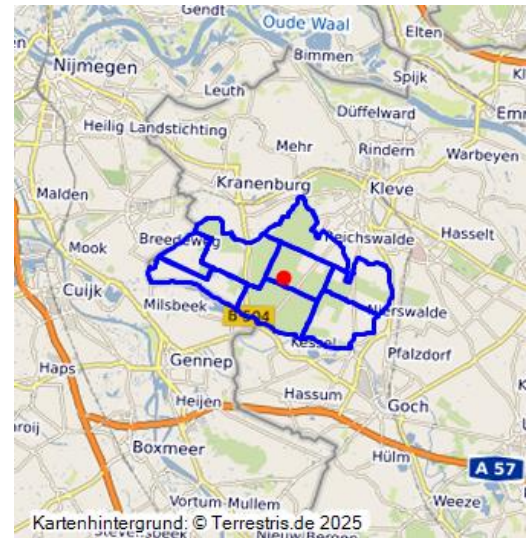 Gendt
Oude Waal
Elten
Nijmegen
Bimmen
Kl
Leuth
Spijk
Emm
Düffelward
Heilig Landstichting
Mehr
Rindern
Warbeyen
Kranenburg
Malden
Kleve
Breedeweg
Reichswalde
Hasselt
Mook
Cuijk
Milsbeek
B 504
Nierswalde
Kessel
Pfalzdorf
Haps
Gennep
Hassum
Heijen
Goch
Boxmeer
Hülm
A 57
Vortum-Mullem
Weeze
Kartenhintergrund: © Terrestris.de 2025